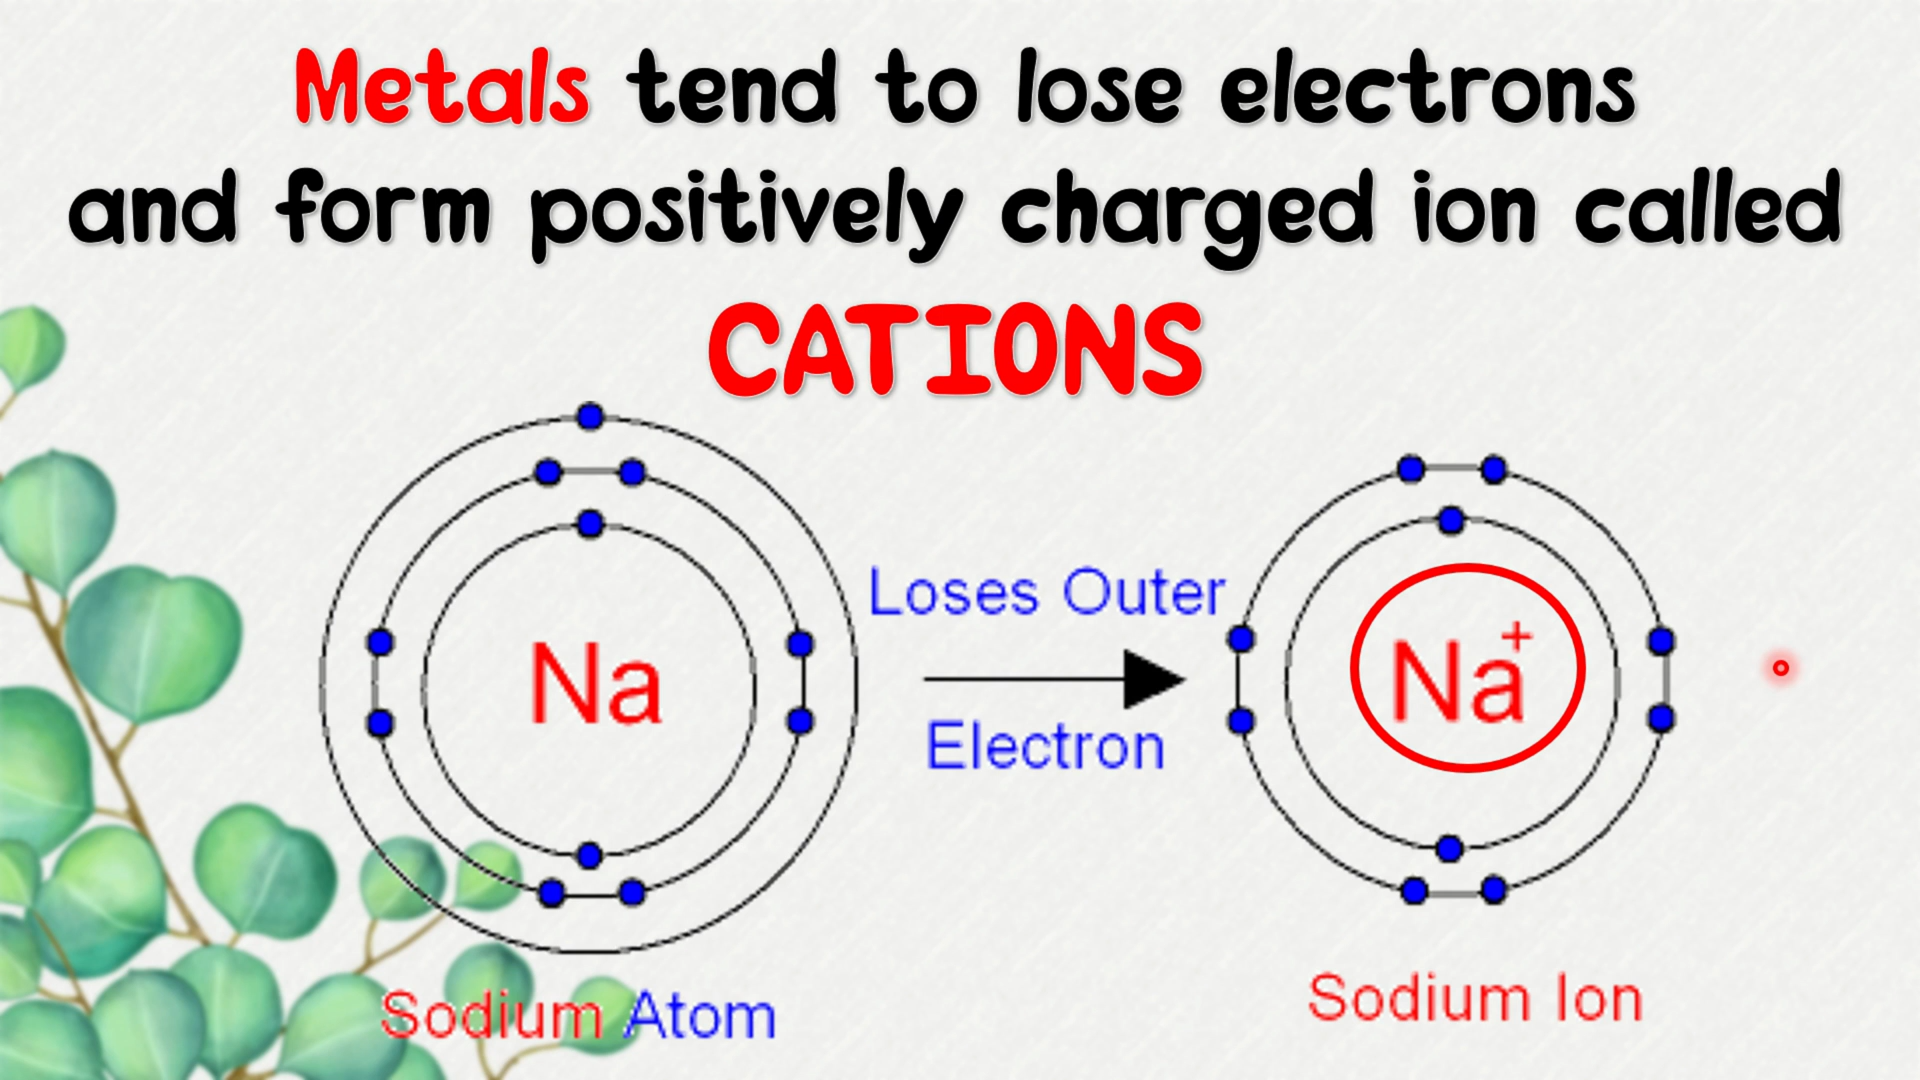 Metals tend to lose electrons
and form positively charged ion called
CATIONS
Loses Outer
Electron
Na
Na+
Sodium Atom
Sodium Ion